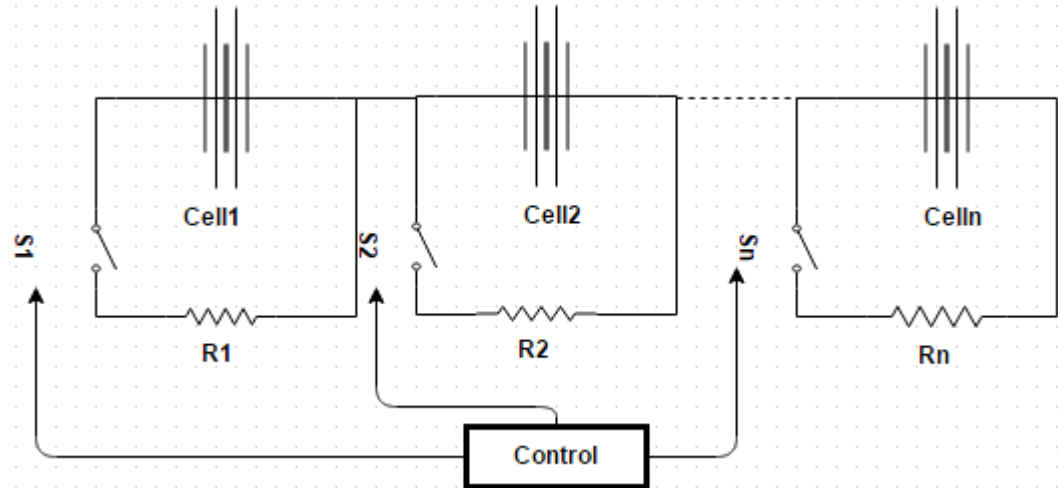 Cell1
Cell2
Celln
S1
S2
Sn
R1
R2
Rn
Control